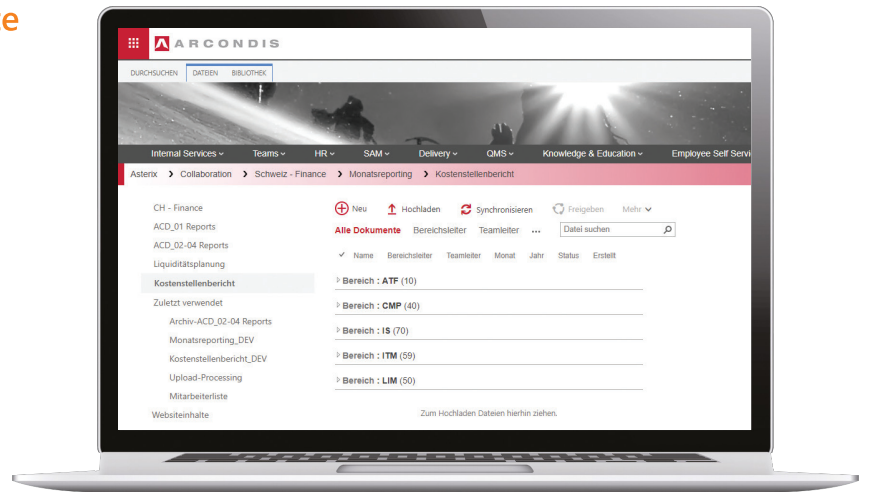 ARCONDIS
DURCHSUCHEN DATEIEN BIBLIOTHEK
Internal Services Teams HR SAM Delivery QMS Knowledge & Education Employee Self Servi
Asterix > Collaboration > Schweiz - Finance > Monatsreporting > Kostenstellenbericht
CH - Finance
ACD_01 Reports
ACD_02-04 Reports
Liquiditätsplanung
Kostenstellenbericht
Zuletzt verwendet
Archiv-ACD_02-04 Reports
Monatsreporting_DEV
Kostenstellenbericht_DEV
Upload-Processing
Mitarbeiterliste
Websiteinhalte
Neu Hochladen Synchronisieren Freigeben Mehr
Alle Dokumente Bereichsleiter Teamleiter ... Datei suchen
Name Bereichsleiter Teamleiter Monat Jahr Status Erstellt
Bereich : ATF (10)
Bereich : CMP (40)
Bereich : IS (70)
Bereich : ITM (59)
Bereich : LIM (50)
Zum Hochladen Dateien hierhin ziehen.